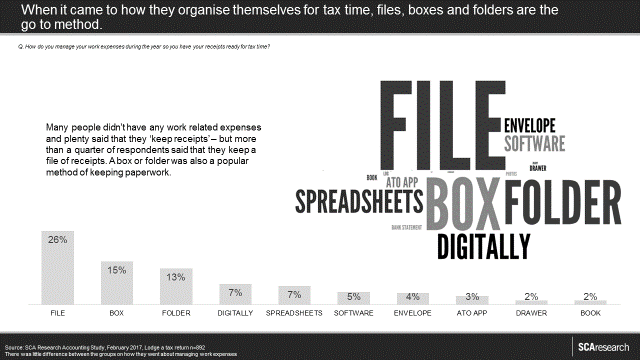 When it came to how they organise themselves for tax time, files, boxes and folders are the
go to method.
Q. How do you manage your work expenses during the year so you have your receipts ready for tax time?
Many people didn't have any work related expenses
and plenty said that they 'keep receipts' – but more
than a quarter of respondents said that they keep a
file of receipts. A box or folder was also a popular
method of keeping paperwork.
FILE
ENVELOPE
SOFTWARE
DRAWER
BOOK
ATO APP
SPREADSHEETS
BOX
FOLDER
BANK STATEMENT
DIGITALLY
26%
15%
13%
7%
7%
5%
4%
3%
2%
2%
FILE
BOX
FOLDER
DIGITALLY
SPREADSHEETS
SOFTWARE
ENVELOPE
ATO APP
DRAWER
BOOK
Source: SCA Research Accounting Study, February 2017, Lodge a tax return n=892
There was little difference between the groups on how they went about managing work expenses
SCAresearch